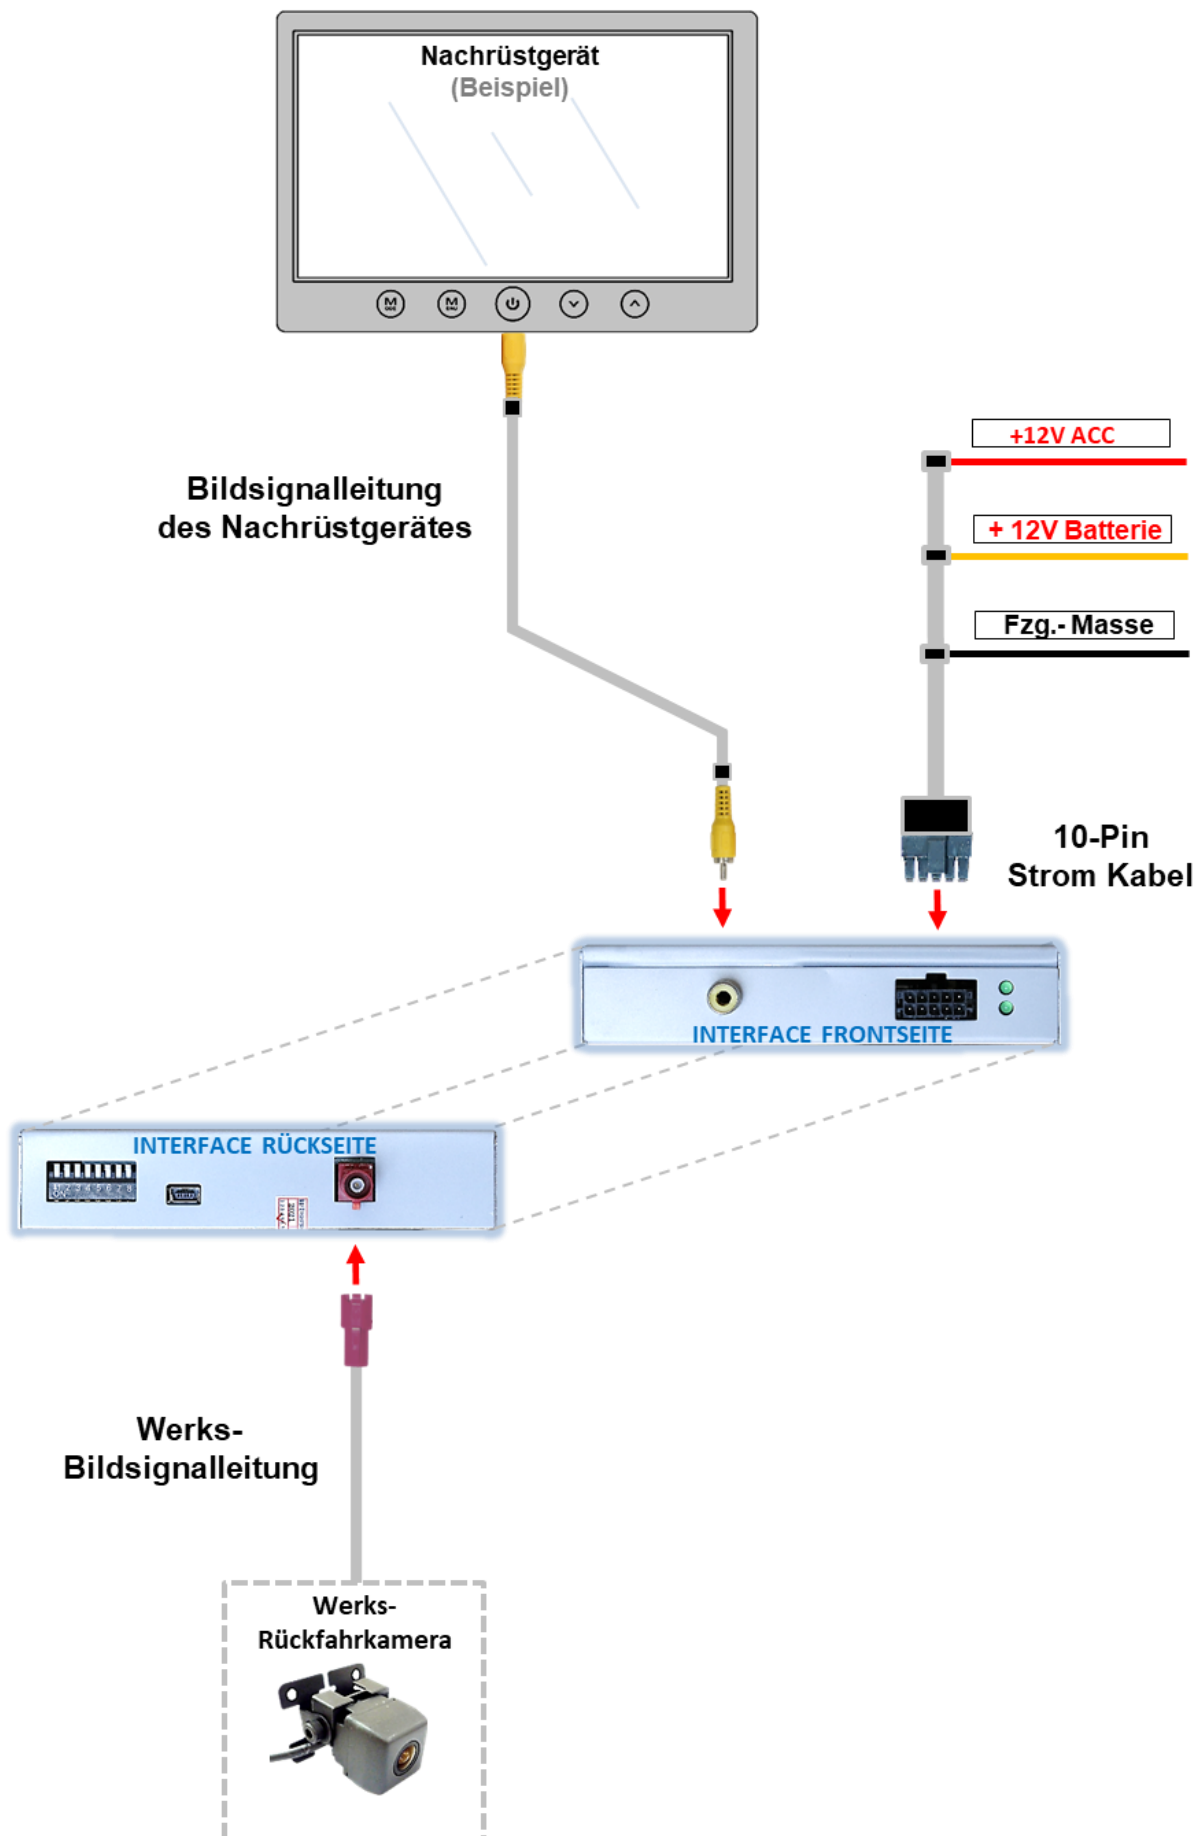 Nachrüstgerät
(Beispiel)
+12V ACC
Bildsignalleitung
des Nachrüstgerätes
+ 12V Batterie
Fzg.- Masse
10-Pin
Strom Kabel
INTERFACE FRONTSEITE
INTERFACE RÜCKSEITE
Werks-
Bildsignalleitung
Werks-
Rückfahrkamera